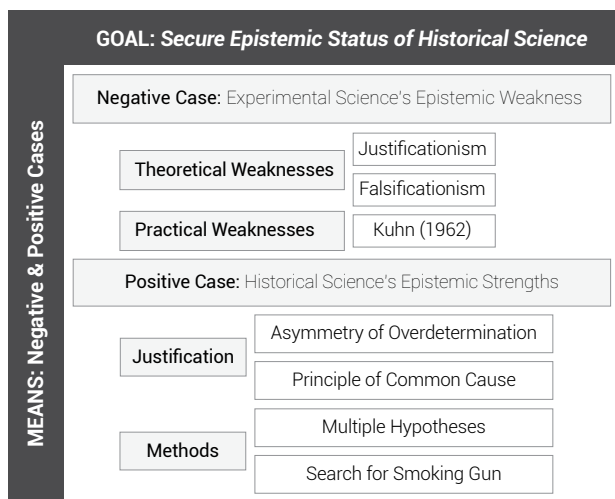 GOAL: Secure Epistemic Status of Historical Science
MEANS: Negative & Positive Cases
Negative Case: Experimental Science's Epistemic Weakness
Theoretical Weaknesses
Justificationism
Falsificationism
Practical Weaknesses
Kuhn (1962)
Positive Case: Historical Science's Epistemic Strengths
Justification
Asymmetry of Overdetermination
Principle of Common Cause
Methods
Multiple Hypotheses
Search for Smoking Gun